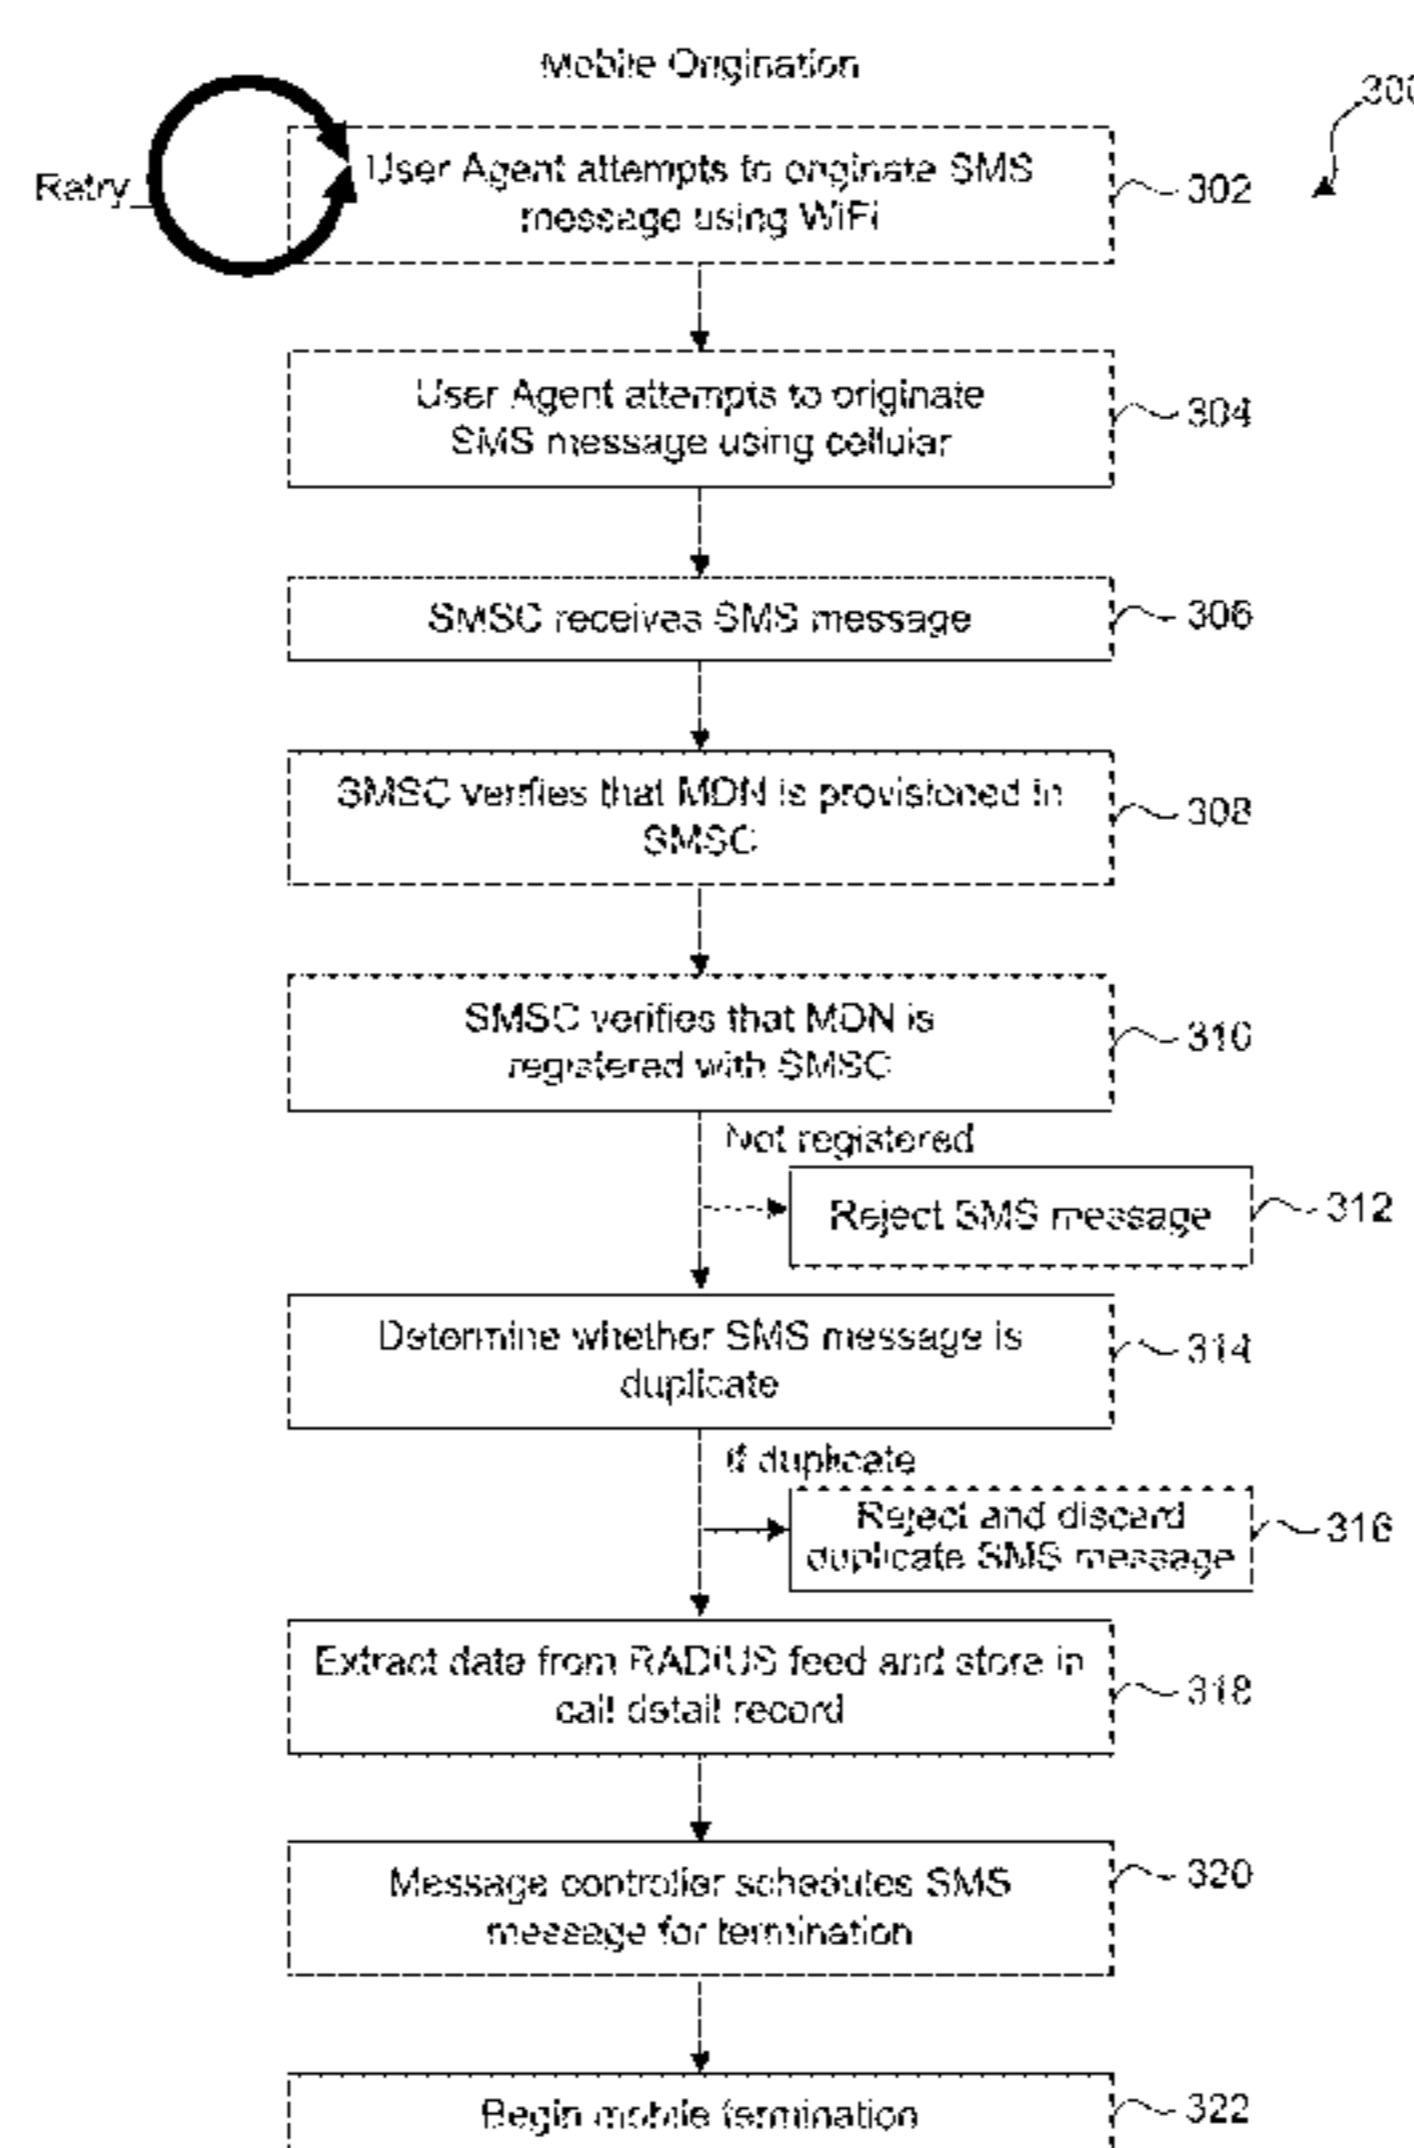 Mobile Origination
300
Retry
User Agent attempts to originate SMS
message using WiFi
302
User Agent attempts to originate
SMS message using cellular
304
SMSC receives SMS message
306
SMSC verifies that MDN is provisioned in
SMSC
308
SMSC verifies that MDN is
registered with SMSC
310
Not registered
Reject SMS message
312
Determine whether SMS message is
duplicate
314
If duplicate
Reject and discard
duplicate SMS message
316
Extract data from RADIUS feed and store in
call detail record
318
Message controller schedules SMS
message for termination
320
Begin mobile termination
322